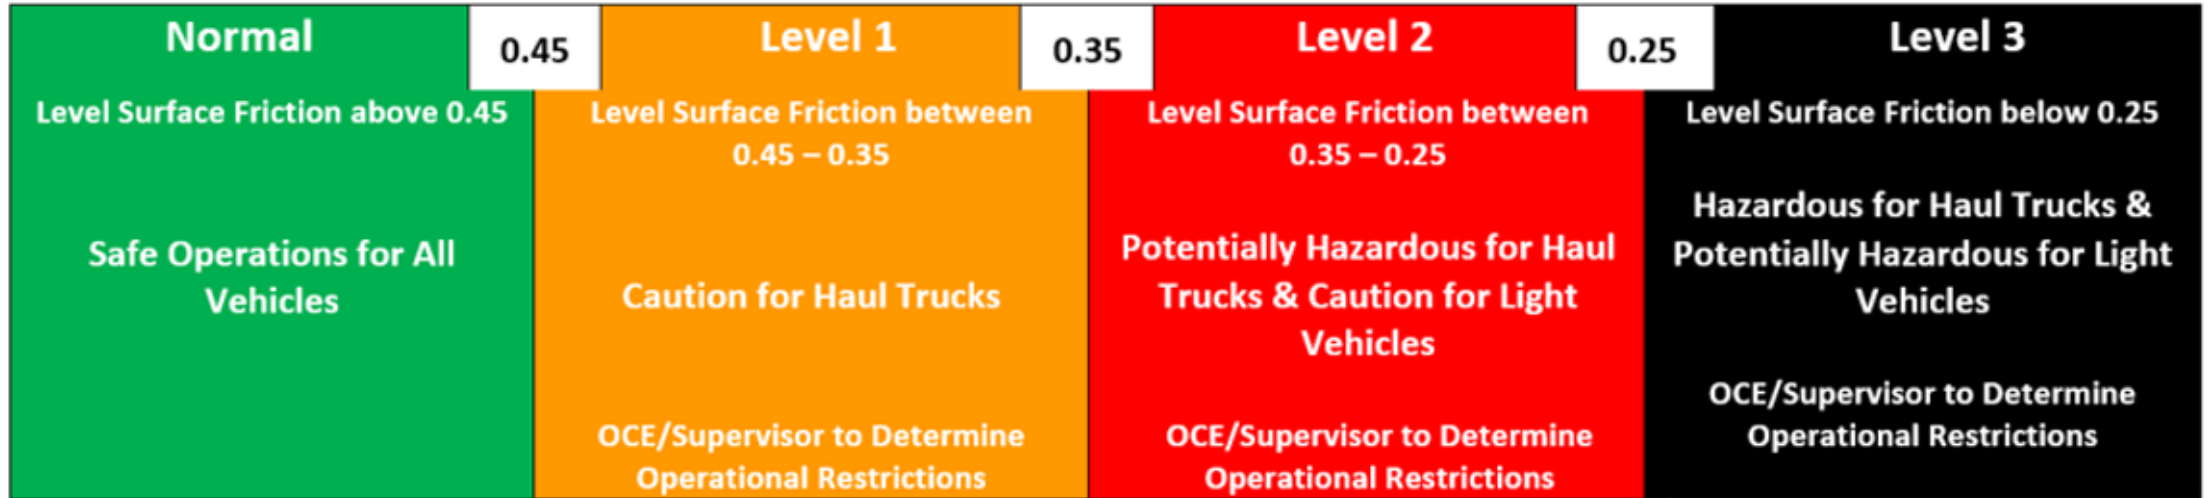 Normal
0.45
Level 1
0.35
Level 2
0.25
Level 3
Level Surface Friction above 0.45
Safe Operations for All
Vehicles
Level Surface Friction between
0.45 – 0.35
Caution for Haul Trucks
OCE/Supervisor to Determine
Operational Restrictions
Level Surface Friction between
0.35 – 0.25
Potentially Hazardous for Haul
Trucks & Caution for Light
Vehicles
OCE/Supervisor to Determine
Operational Restrictions
Level Surface Friction below 0.25
Hazardous for Haul Trucks &
Potentially Hazardous for Light
Vehicles
OCE/Supervisor to Determine
Operational Restrictions